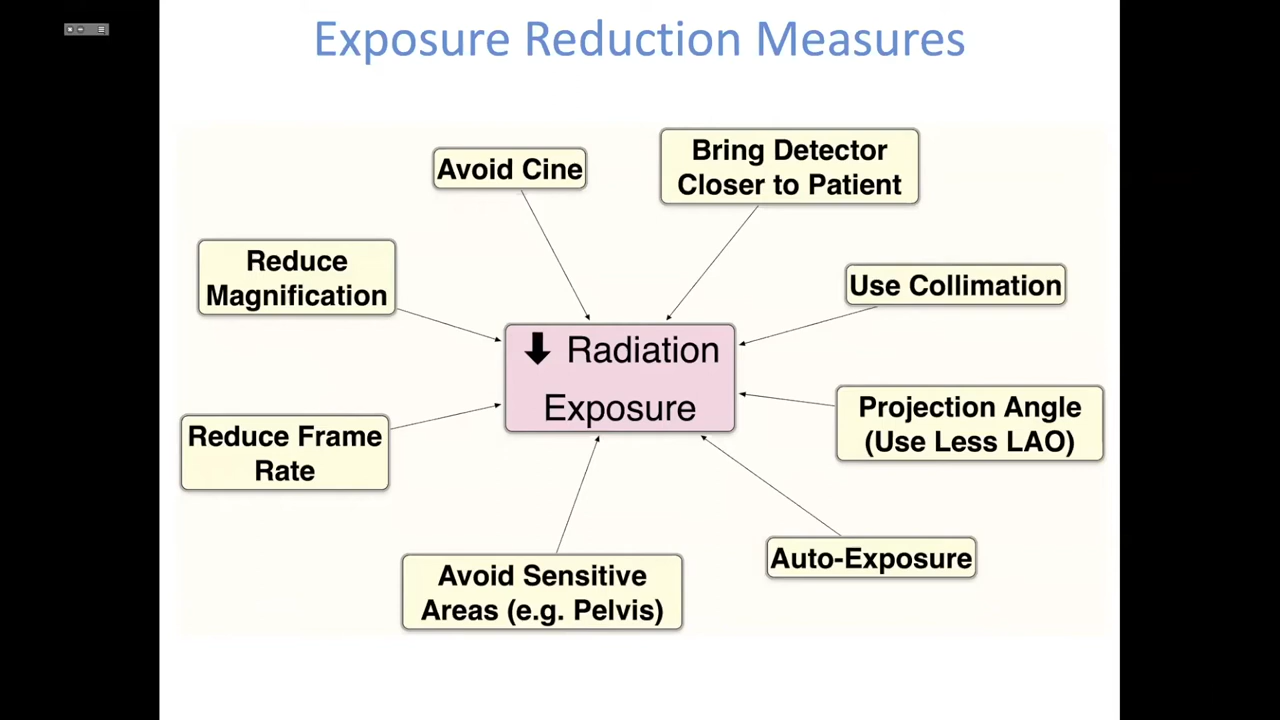 Exposure Reduction Measures
Avoid Cine
Bring Detector
Closer to Patient
Reduce
Magnification
Use Collimation
Radiation
Exposure
Projection Angle
(Use Less LAO)
Reduce Frame
Rate
Auto-Exposure
Avoid Sensitive
Areas (e.g. Pelvis)